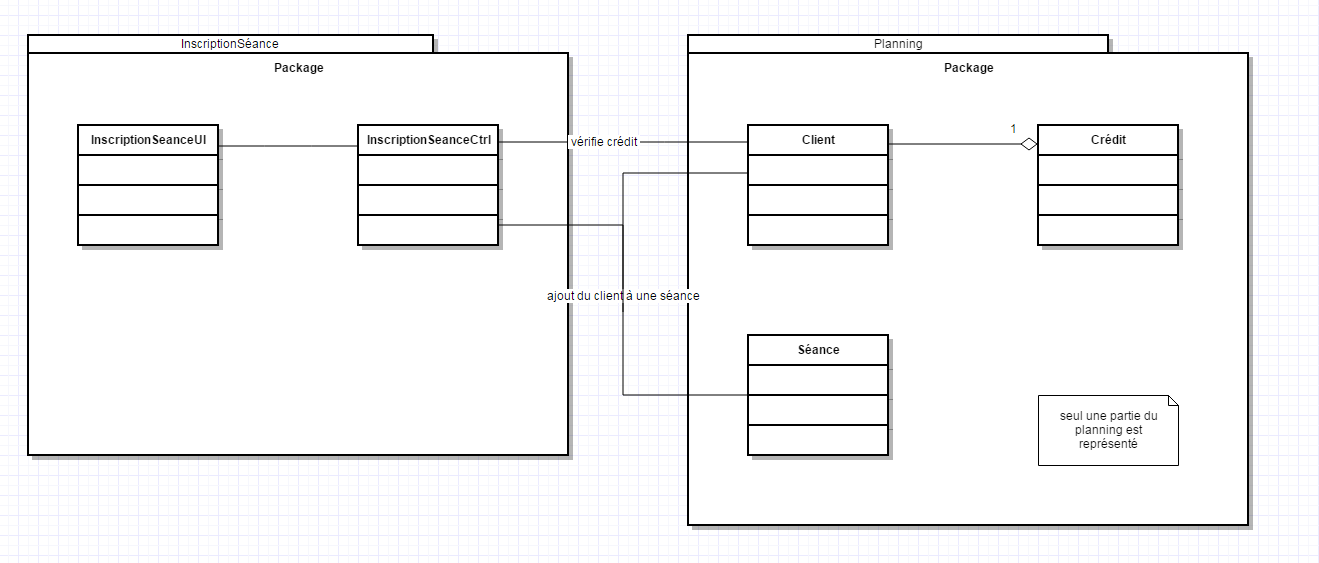 InscriptionSéance
Package
InscriptionSeanceUI
InscriptionSeanceCtrl
vérifie crédit
ajout du client à une séance
Planning
Package
Client
1
Crédit
Séance
seul une partie du
planning est
représenté